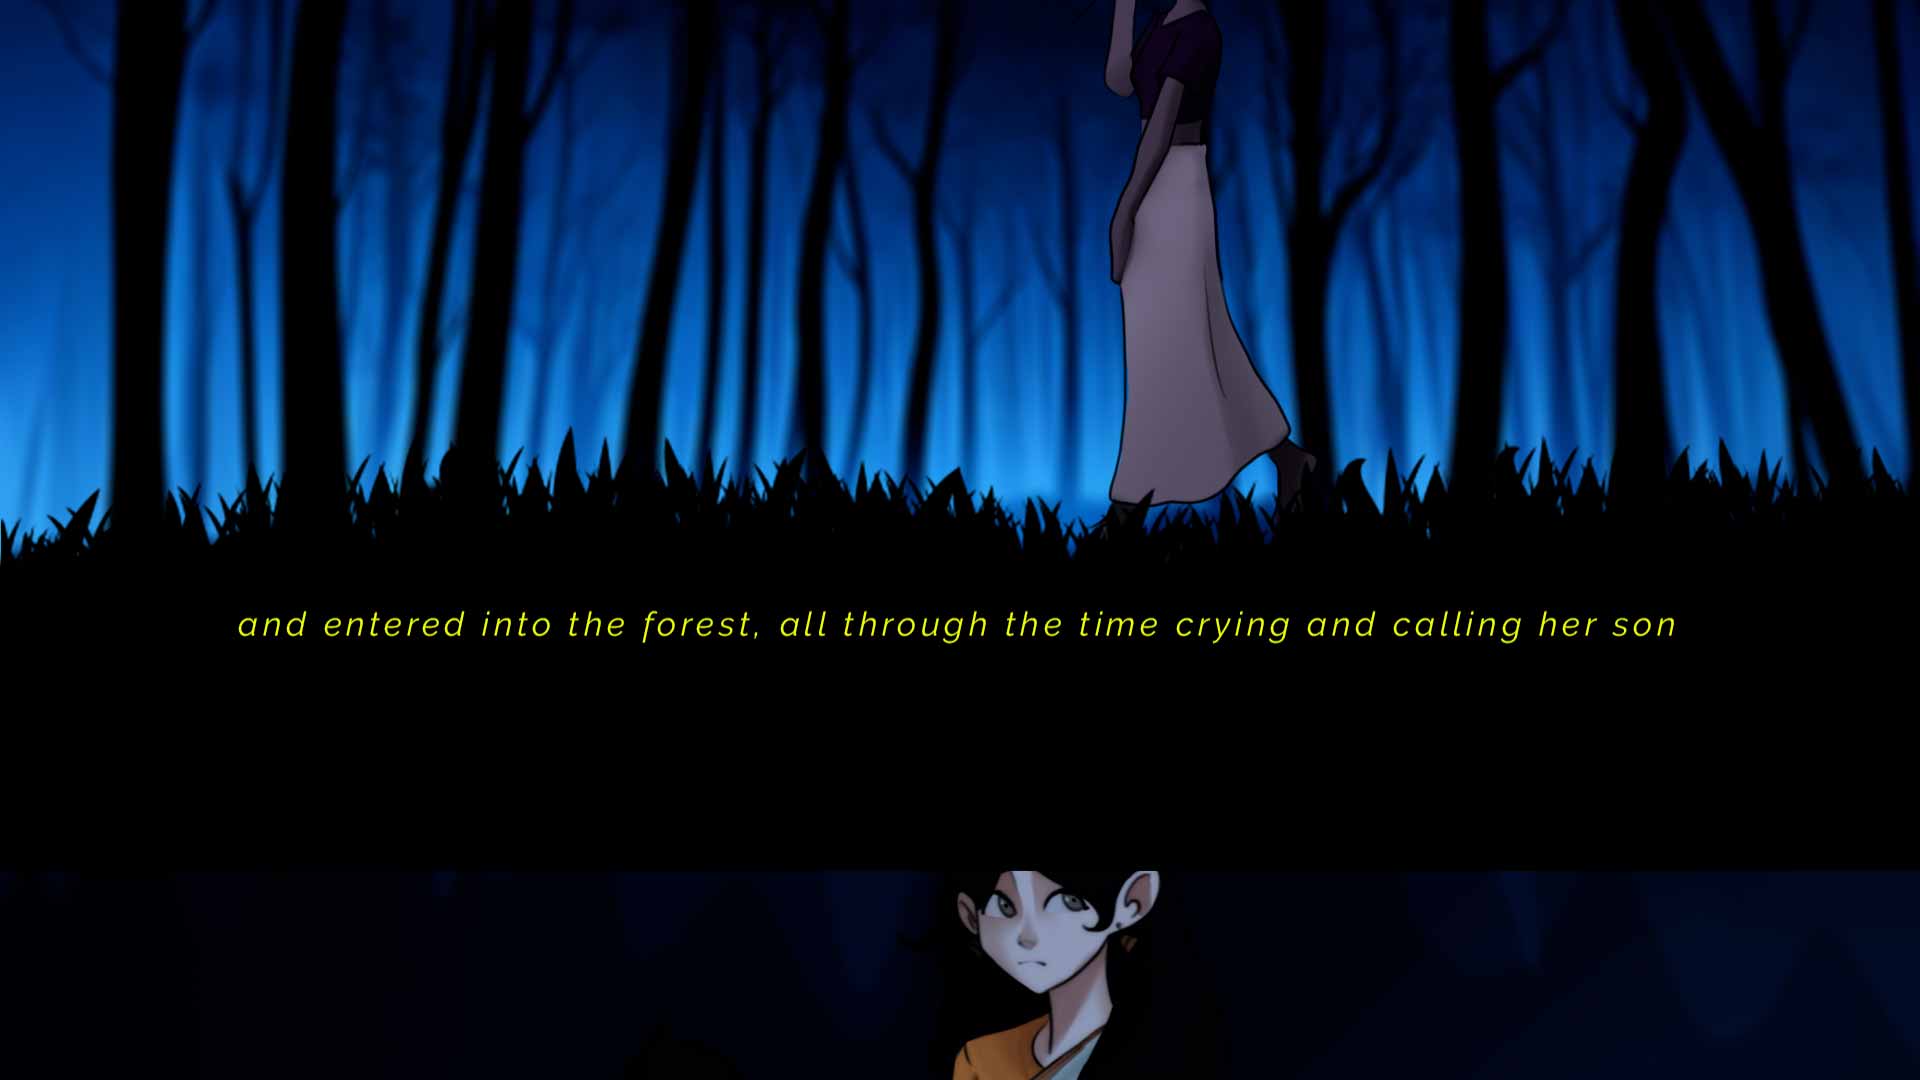 and entered into the forest, all through the time crying and calling her son